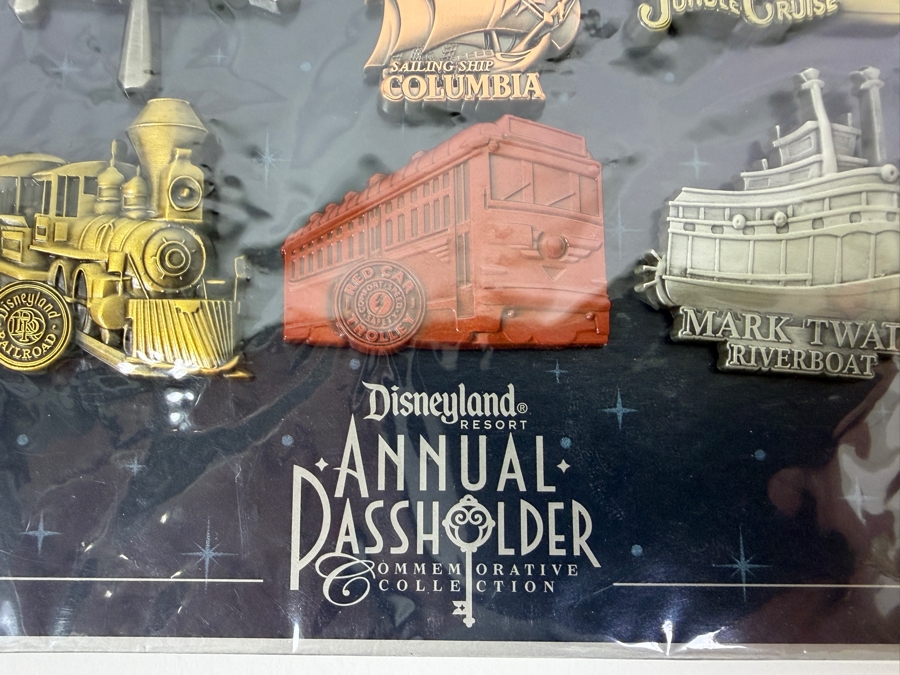 JUNGLE CRUISE
SAILING SHIP
COLUMBIA
Disneyland
RR
RAILROAD
RED CAR
TROLLEY
MARK TWAI
RIVERBOAT
Disneyland®
RESORT
ANNUAL
PASSHOLDER
COMMEMORATIVE
COLLECTION